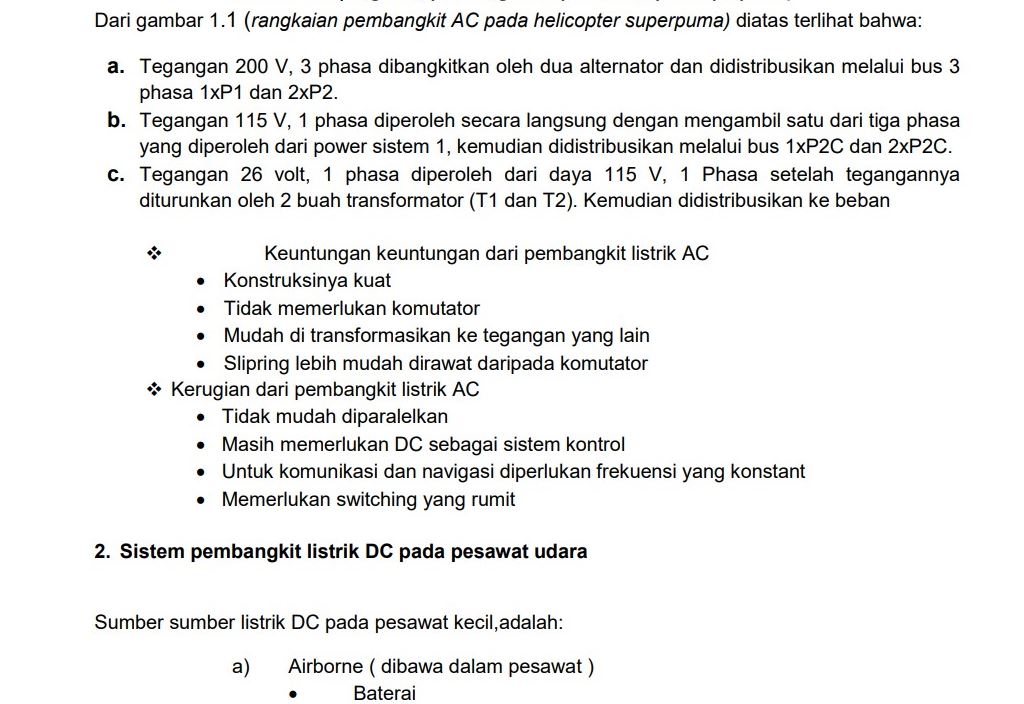 Dari gambar 1.1 (rangkaian pembangkit AC pada helicopter superpuma) diatas terlihat bahwa:
a. Tegangan 200 V, 3 phasa dibangkitkan oleh dua alternator dan didistribusikan melalui bus 3
phasa 1xP1 dan 2xP2.
b. Tegangan 115 V, 1 phasa diperoleh secara langsung dengan mengambil satu dari tiga phasa
yang diperoleh dari power sistem 1, kemudian didistribusikan melalui bus 1xP2C dan 2xP2C.
c. Tegangan 26 volt, 1 phasa diperoleh dari daya 115 V, 1 Phasa setelah tegangannya
diturunkan oleh 2 buah transformator (T1 dan T2). Kemudian didistribusikan ke beban
❖ Keuntungan keuntungan dari pembangkit listrik AC
• Konstruksinya kuat
• Tidak memerlukan komutator
• Mudah di transformasikan ke tegangan yang lain
• Slipring lebih mudah dirawat daripada komutator
❖ Kerugian dari pembangkit listrik AC
• Tidak mudah diparalelkan
• Masih memerlukan DC sebagai sistem kontrol
• Untuk komunikasi dan navigasi diperlukan frekuensi yang konstant
• Memerlukan switching yang rumit
2. Sistem pembangkit listrik DC pada pesawat udara
Sumber sumber listrik DC pada pesawat kecil,adalah:
a) Airborne ( dibawa dalam pesawat )
• Baterai